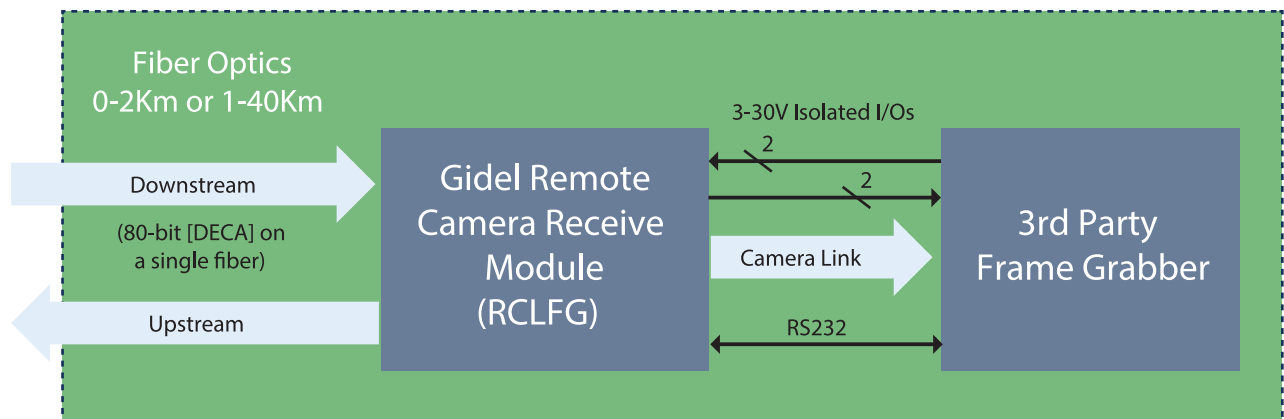 Fiber Optics
0-2Km or 1-40Km
Downstream
(80-bit [DECA] on
a single fiber)
Upstream
Gidel Remote
Camera Receive
Module
(RCLFG)
3-30V Isolated I/Os
2
2
Camera Link
RS232
3rd Party
Frame Grabber